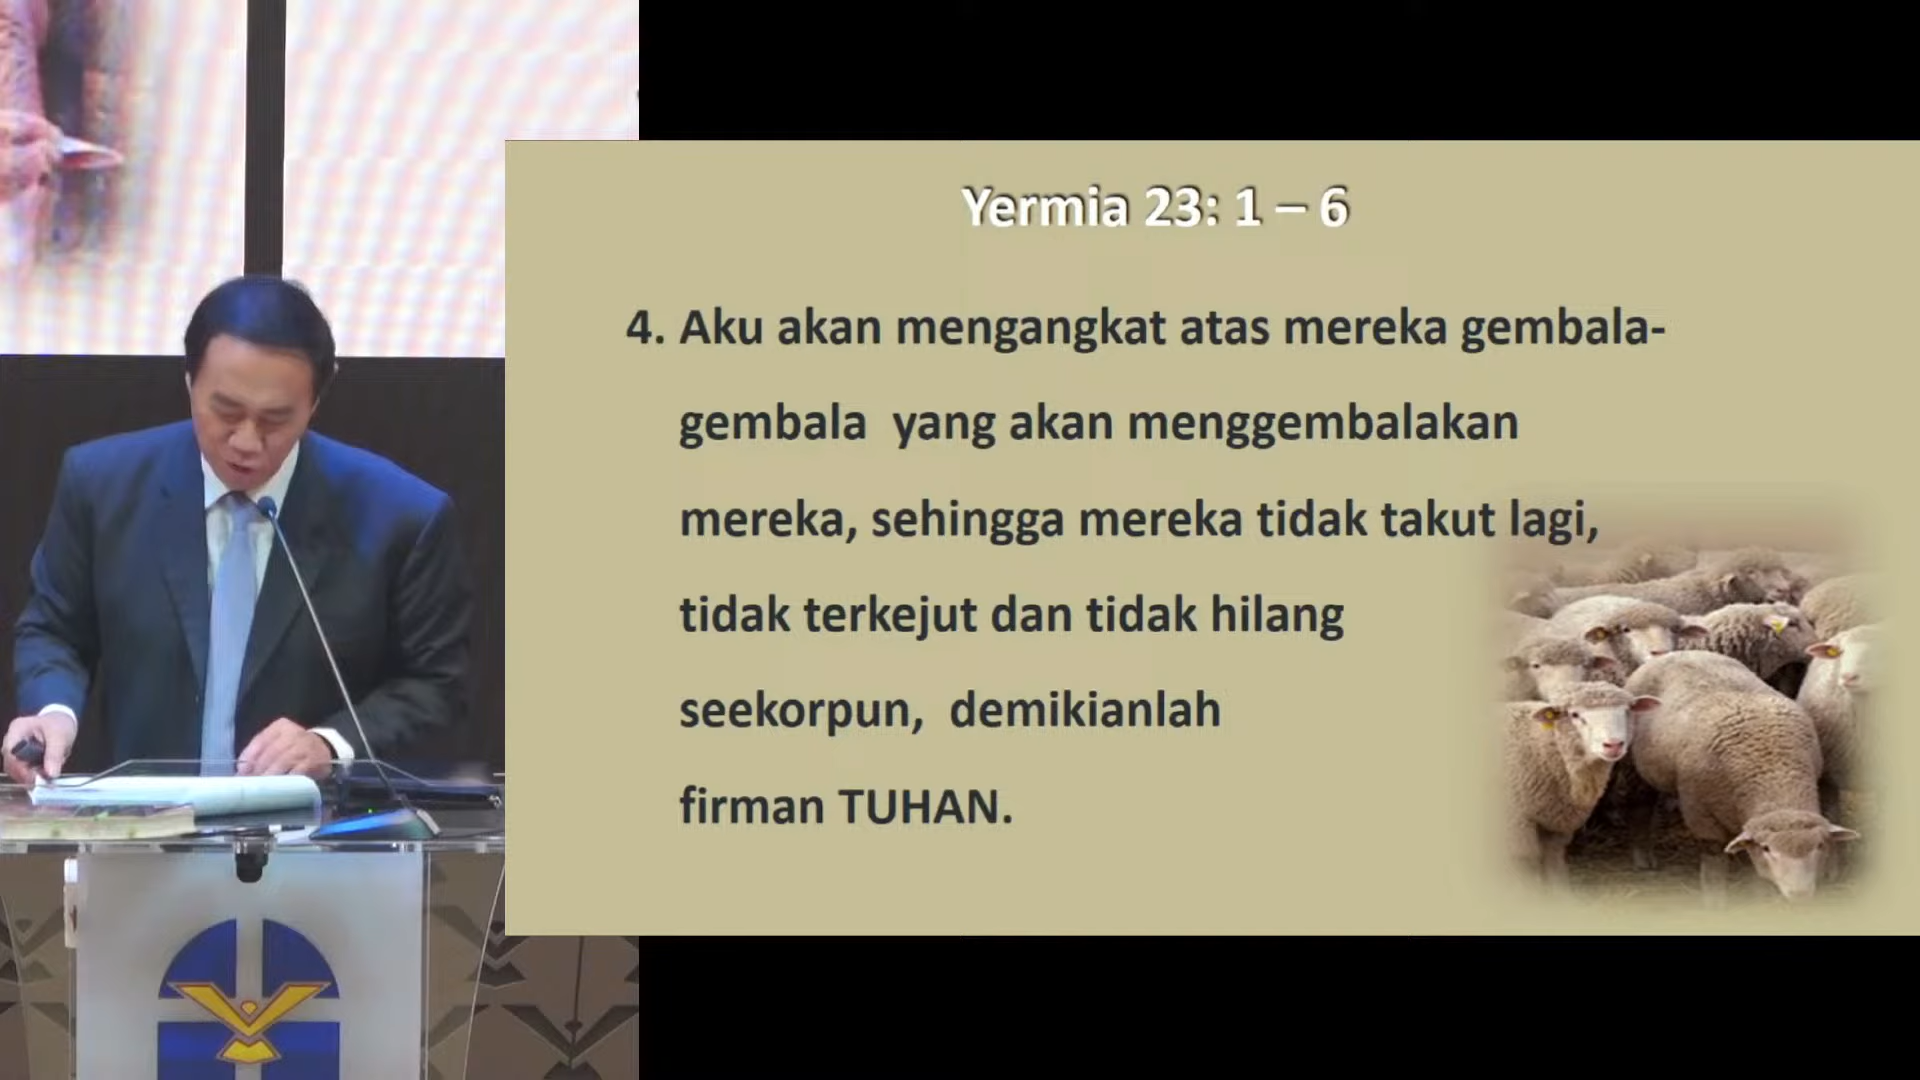 Yermia 23: 1 – 6
4. Aku akan mengangkat atas mereka gembala-
gembala yang akan menggembalakan
mereka, sehingga mereka tidak takut lagi,
tidak terkejut dan tidak hilang
seekorpun, demikianlah
firman TUHAN.